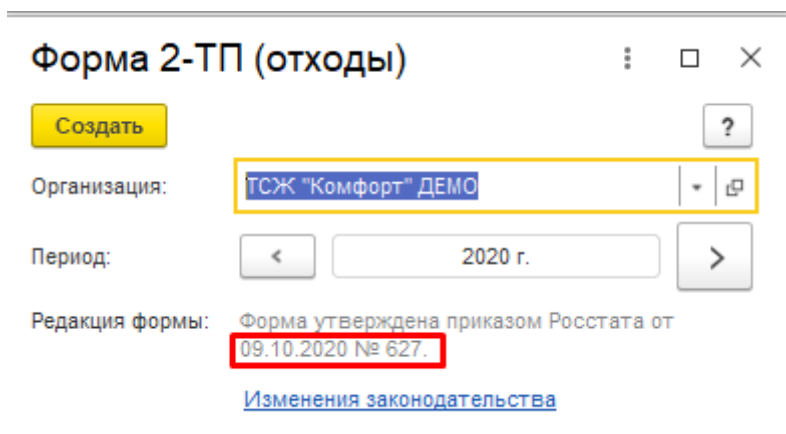 Форма 2-ТП (отходы)
Создать
?
Организация: ТСЖ "Комфорт" ДЕМО
Период: < 2020 г. >
Редакция формы: Форма утверждена приказом Росстата от
09.10.2020 № 627.
Изменения законодательства